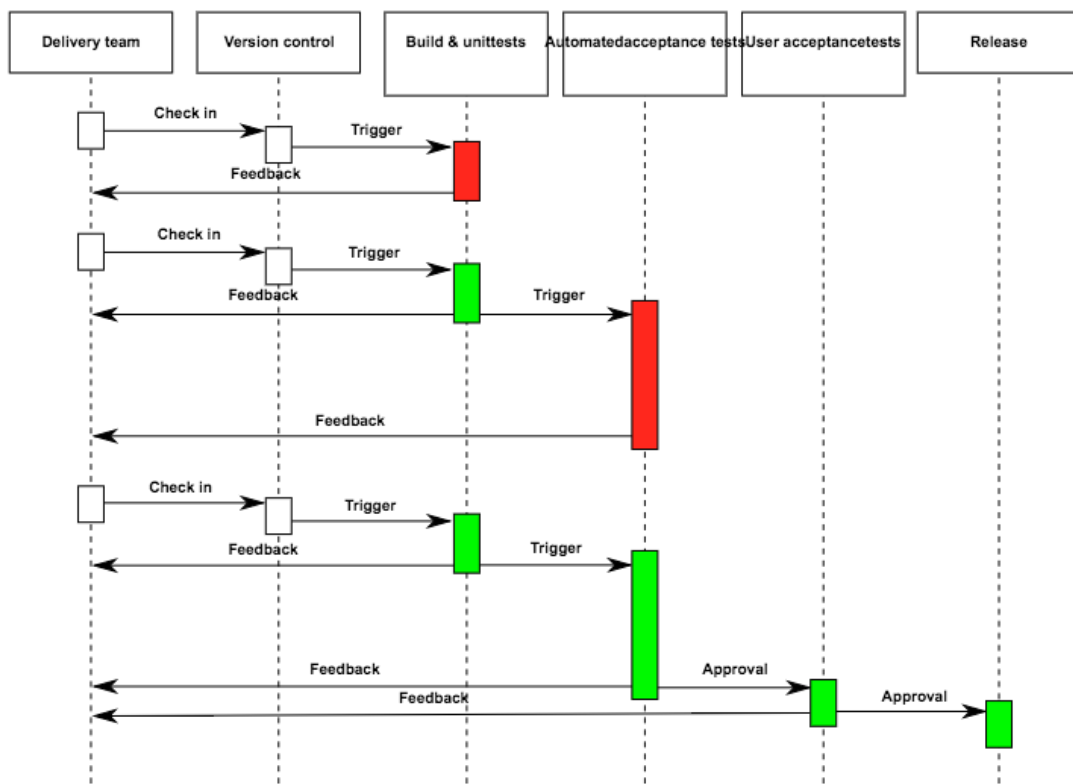 Delivery team
Version control
Build & unittests
Automatedacceptance tests
User acceptancetests
Release
Check in
Trigger
Feedback
Check in
Trigger
Feedback
Trigger
Feedback
Check in
Trigger
Feedback
Trigger
Feedback
Approval
Feedback
Approval